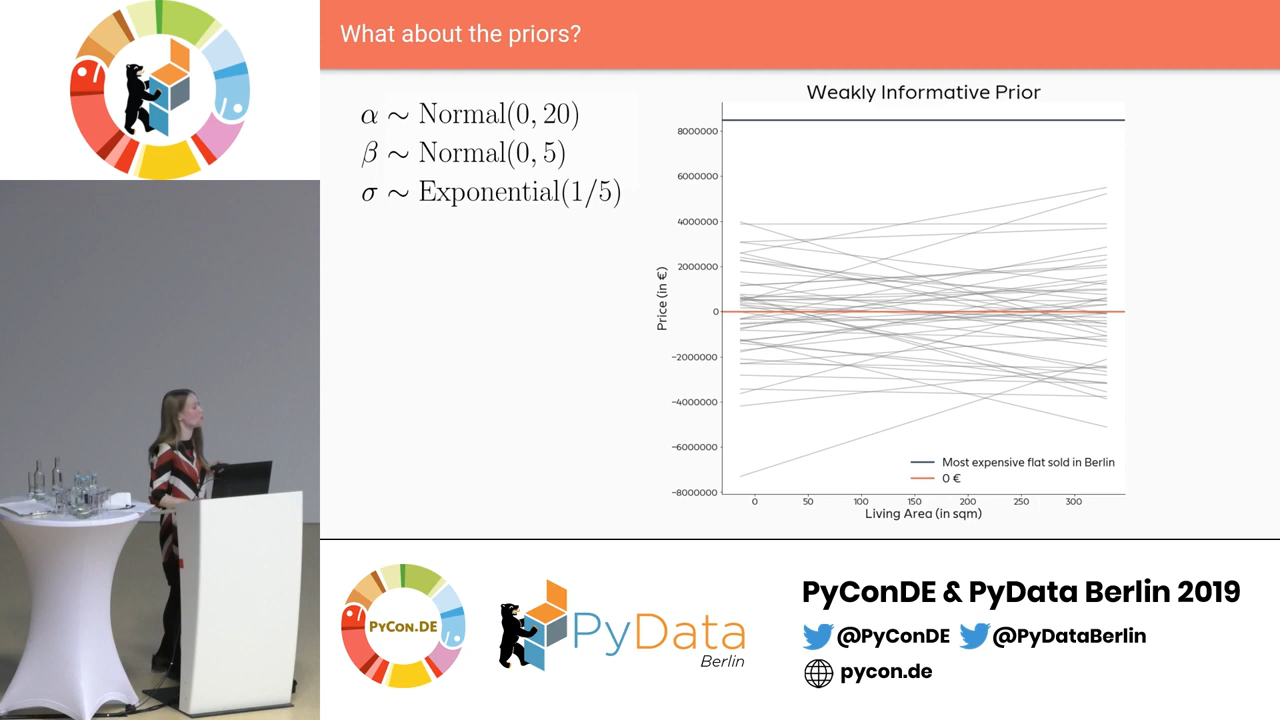 What about the priors?
α ∼ Normal(0, 20)
β ∼ Normal(0, 5)
σ ∼ Exponential(1/5)
Weakly Informative Prior
8000000
6000000
4000000
2000000
0
−2000000
−4000000
−6000000
−8000000
Price (in €)
Most expensive flat sold in Berlin
0 €
0 50 100 150 200 250 300
Living Area (in sqm)
PYCON.DE
PyData
Berlin
PyConDE & PyData Berlin 2019
@PyConDE @PyDataBerlin
pycon.de